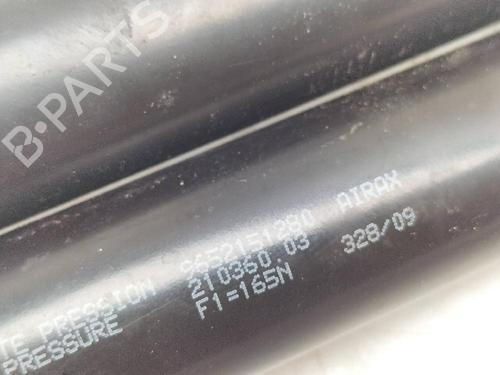 B-PARTS
TE PRESSION 9652151280 AIRAX
PRESSURE 210360.03 328/09
F1=165N